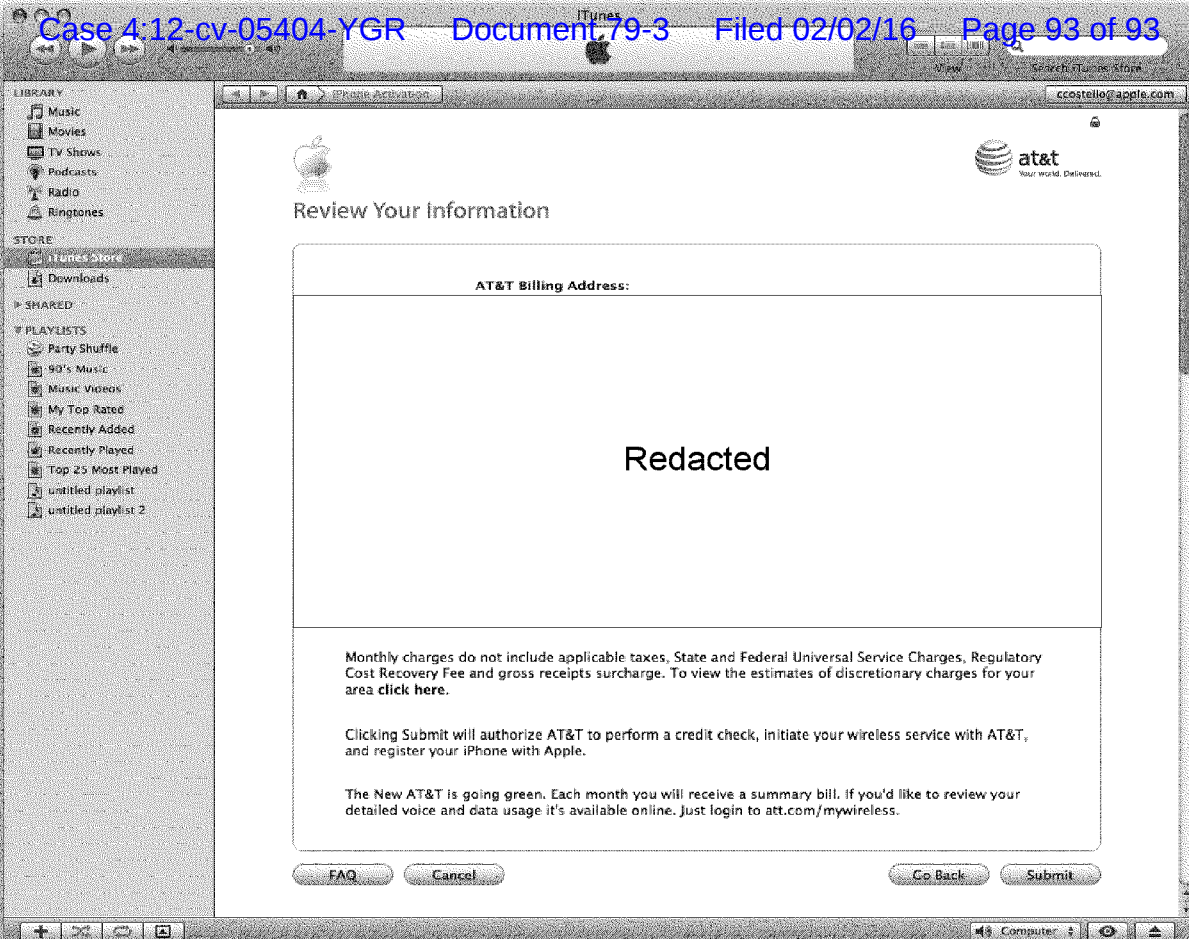 iTunes
Case 4:12-cv-05404-YGR Document 79-3 Filed 02/02/16 Page 93 of 93
View
Search iTunes Store
iPhone Activation
ccostello@apple.com
LIBRARY
Music
Movies
TV Shows
Podcasts
Radio
Ringtones
STORE
iTunes Store
Downloads
SHARED
PLAYLISTS
Party Shuffle
90's Music
Music Videos
My Top Rated
Recently Added
Recently Played
Top 25 Most Played
untitled playlist
untitled playlist 2
at&t
Your world. Delivered.
Review Your Information
AT&T Billing Address:
Redacted
Monthly charges do not include applicable taxes, State and Federal Universal Service Charges, Regulatory
Cost Recovery Fee and gross receipts surcharge. To view the estimates of discretionary charges for your
area click here.
Clicking Submit will authorize AT&T to perform a credit check, initiate your wireless service with AT&T,
and register your iPhone with Apple.
The New AT&T is going green. Each month you will receive a summary bill. If you'd like to review your
detailed voice and data usage it's available online. Just login to att.com/mywireless.
FAQ
Cancel
Go Back
Submit
Computer